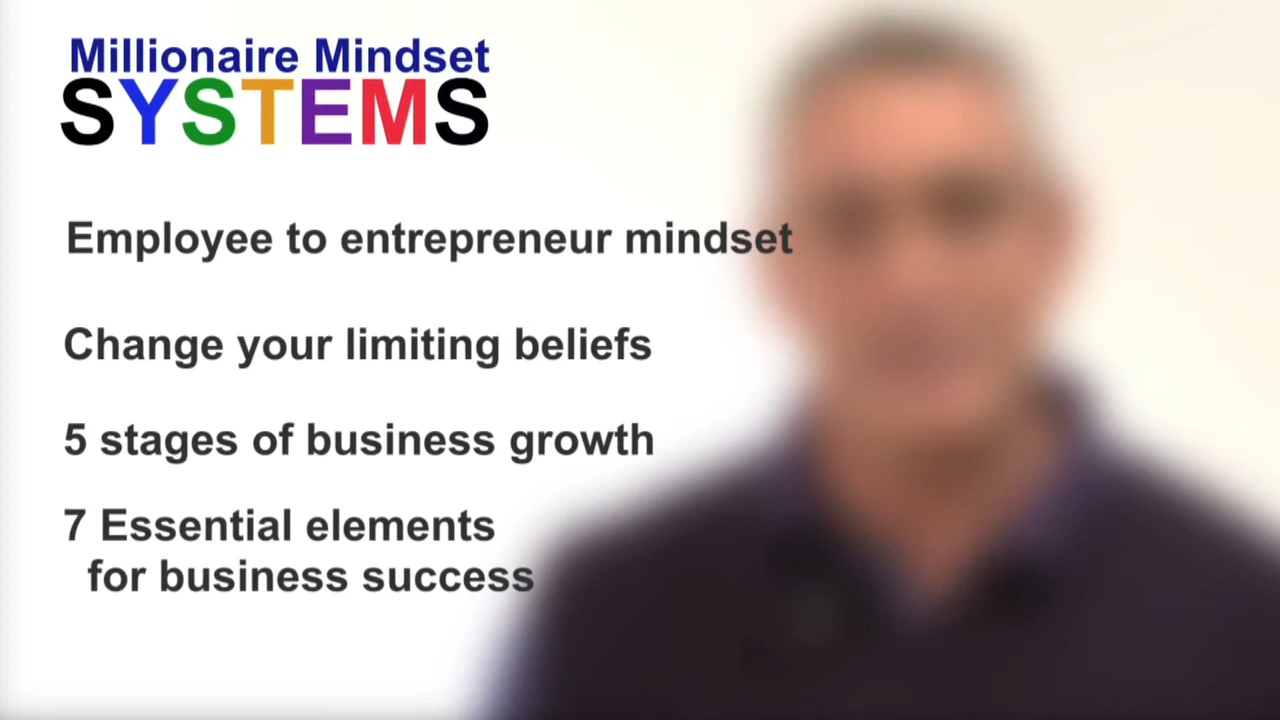 Millionaire Mindset
SYSTEMS
Employee to entrepreneur mindset
Change your limiting beliefs
5 stages of business growth
7 Essential elements
for business success